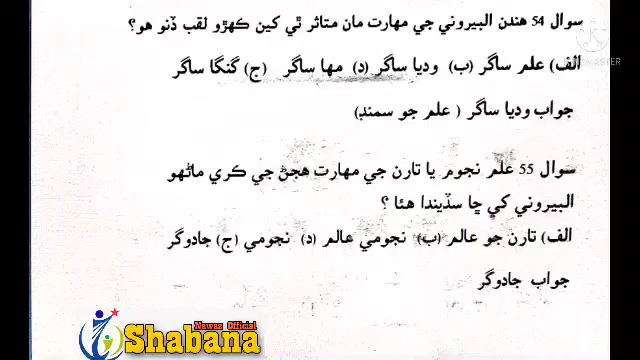 سوال 54 هندن البيروني جي مهارت مان متاثر ٿي کين ڪهڙو لقب ڏنو هو؟
الف) علم ساگر (ب) وديا ساگر (د) مها ساگر (ج) گنگا ساگر
جواب وديا ساگر ( علم جو سمنڊ)
سوال 55 علم نجوم يا تارن جي مهارت هجڻ جي ڪري ماڻهو
البيروني کي ڇا سڏيندا هئا ؟
الف) تارن جو عالم (ب) نجومي عالم (د) نجومي (ج) جادوگر
جواب جادوگر
Nawaz Official
Shabana